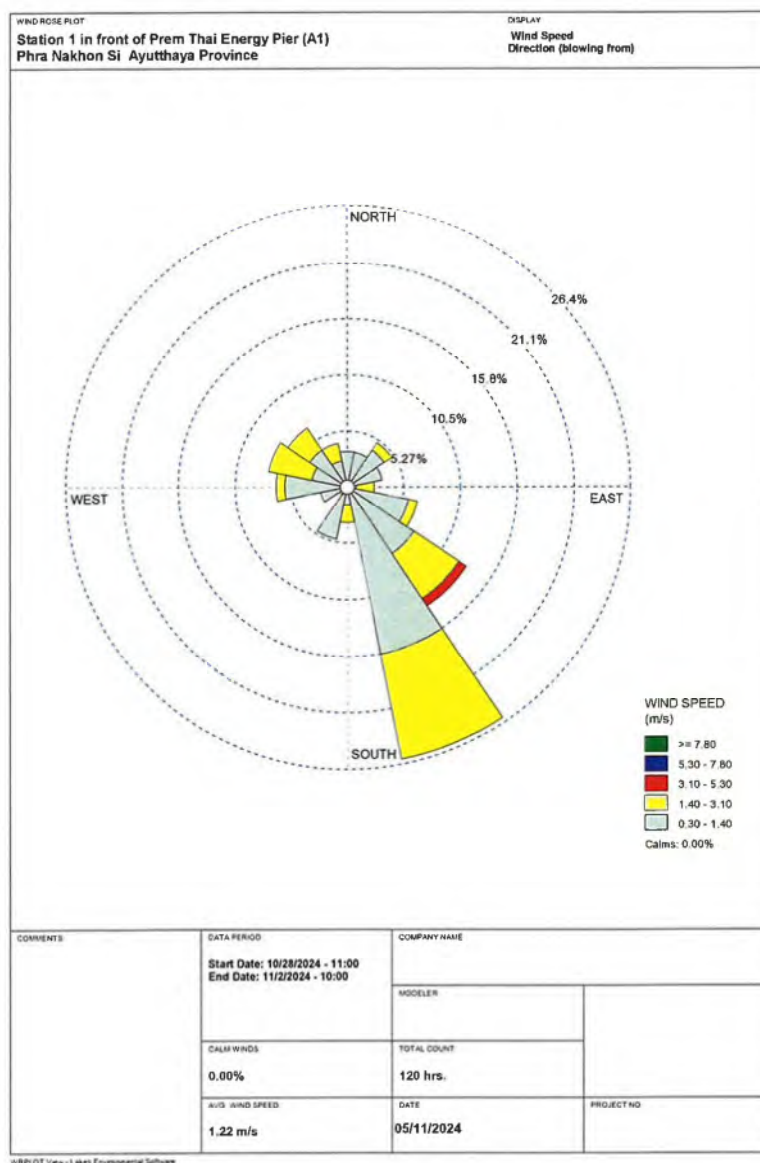 WIND ROSE PLOT
Station 1 in front of Prem Thai Energy Pier (A1)
Phra Nakhon Si Ayutthaya Province
DISPLAY
Wind Speed
Direction (blowing from)
NORTH
26.4%
21.1%
15.8%
10.5%
5.27%
WEST
EAST
SOUTH
WIND SPEED
(m/s)
>= 7.80
5.30 - 7.80
3.10 - 5.30
1.40 - 3.10
0.30 - 1.40
Calms: 0.00%
COMMENTS
DATA PERIOD
Start Date: 10/28/2024 - 11:00
End Date: 11/2/2024 - 10:00
COMPANY NAME
MODELER
CALM WINDS
0.00%
TOTAL COUNT
120 hrs.
AVG. WIND SPEED
1.22 m/s
DATE
05/11/2024
PROJECT NO.
WRPLOT View - Lakes Environmental Software